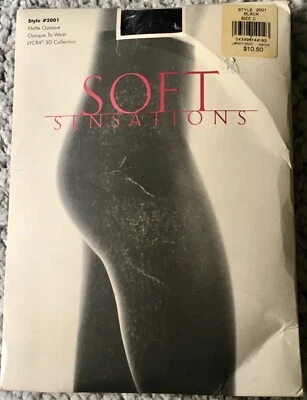 Style #2001
Matte Opaque
Opaque To Waist
LYCRA® 3D Collection
STYLE 2001
BLACK
SIZE C
$10.50
SOFT
SENSATIONS